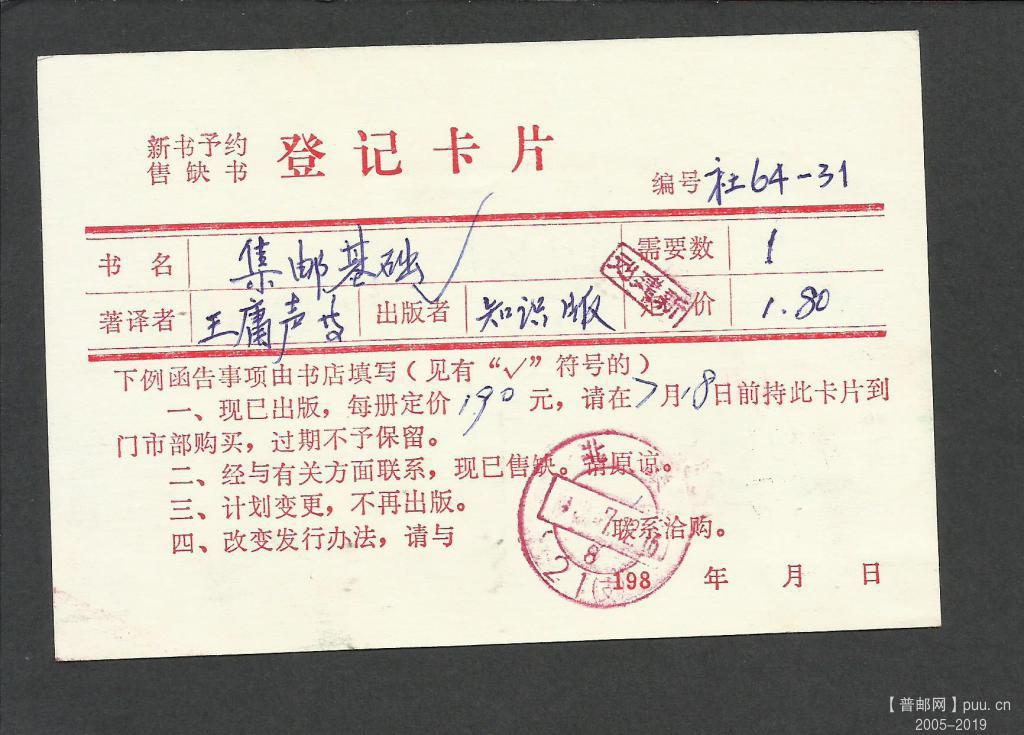 新书予约
售缺书
登记卡片
编号 社64-31
书名 集邮基础 需要数 1
著译者 王庸声等 出版者 知识出版 定价 1.80
下例函告事项由书店填写（见有“√”符号的）
一、现已出版，每册定价1.90元，请在7月18日前持此卡片到
门市部购买，过期不予保留。
二、经与有关方面联系，现已售缺。请原谅。
三、计划变更，不再出版。
四、改变发行办法，请与 联系洽购。
198 年 月 日
北
8
21(支
【普邮网】puu.cn
2005-2019